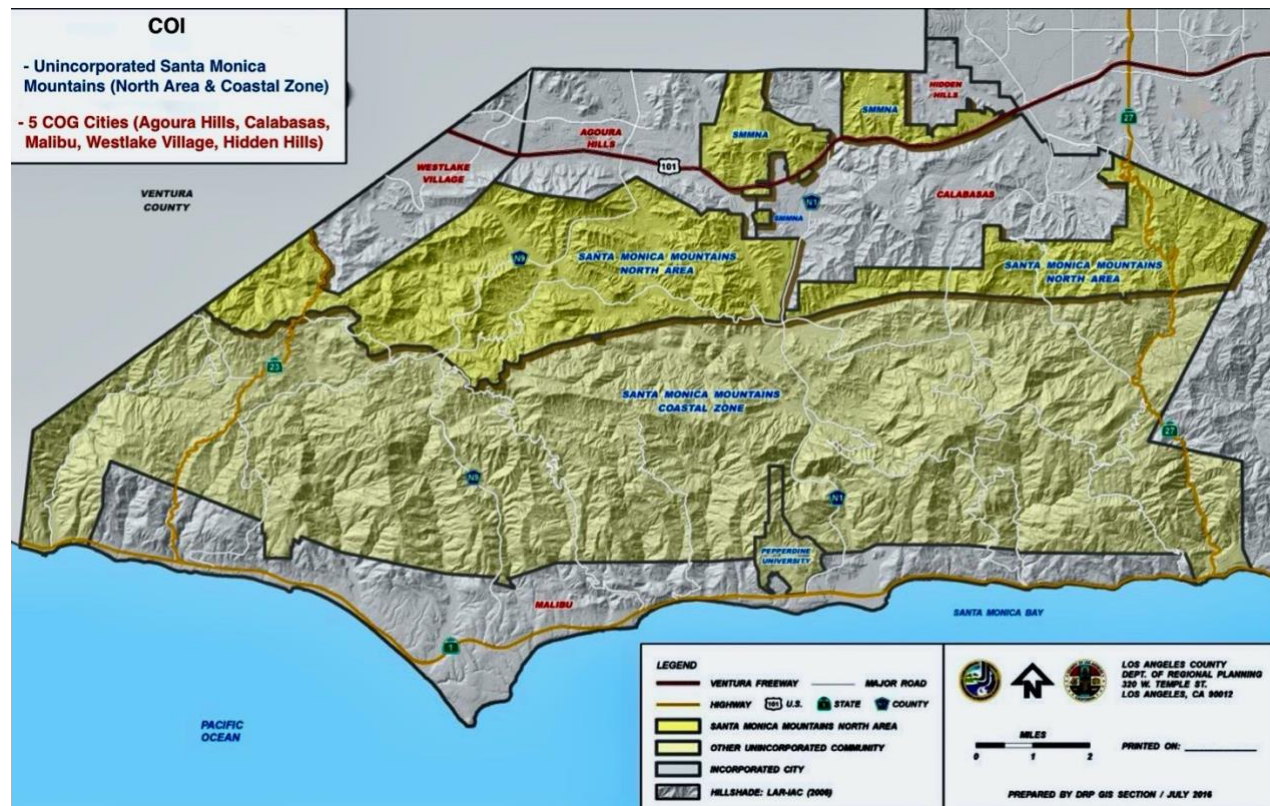 COI
- Unincorporated Santa Monica
Mountains (North Area & Coastal Zone)
- 5 COG Cities (Agoura Hills, Calabasas,
Malibu, Westlake Village, Hidden Hills)
VENTURA
COUNTY
WESTLAKE
VILLAGE
AGOURA
HILLS
101
SMMNA
SMMNA
HIDDEN
HILLS
27
SMMNA
N1
CALABASAS
N9
SANTA MONICA MOUNTAINS
NORTH AREA
SANTA MONICA MOUNTAINS
NORTH AREA
23
SANTA MONICA MOUNTAINS
COASTAL ZONE
27
N1
PEPPERDINE
UNIVERSITY
MALIBU
1
SANTA MONICA BAY
PACIFIC
OCEAN
LEGEND
VENTURA FREEWAY
MAJOR ROAD
HIGHWAY
101
U.S.
STATE
COUNTY
SANTA MONICA MOUNTAINS NORTH AREA
OTHER UNINCORPORATED COMMUNITY
INCORPORATED CITY
HILLSHADE: LAR-IAC (2006)
N
LOS ANGELES COUNTY
DEPT. OF REGIONAL PLANNING
320 W. TEMPLE ST.
LOS ANGELES, CA 90012
MILES
0 1 2
PRINTED ON: ____________
PREPARED BY DRP GIS SECTION / JULY 2016